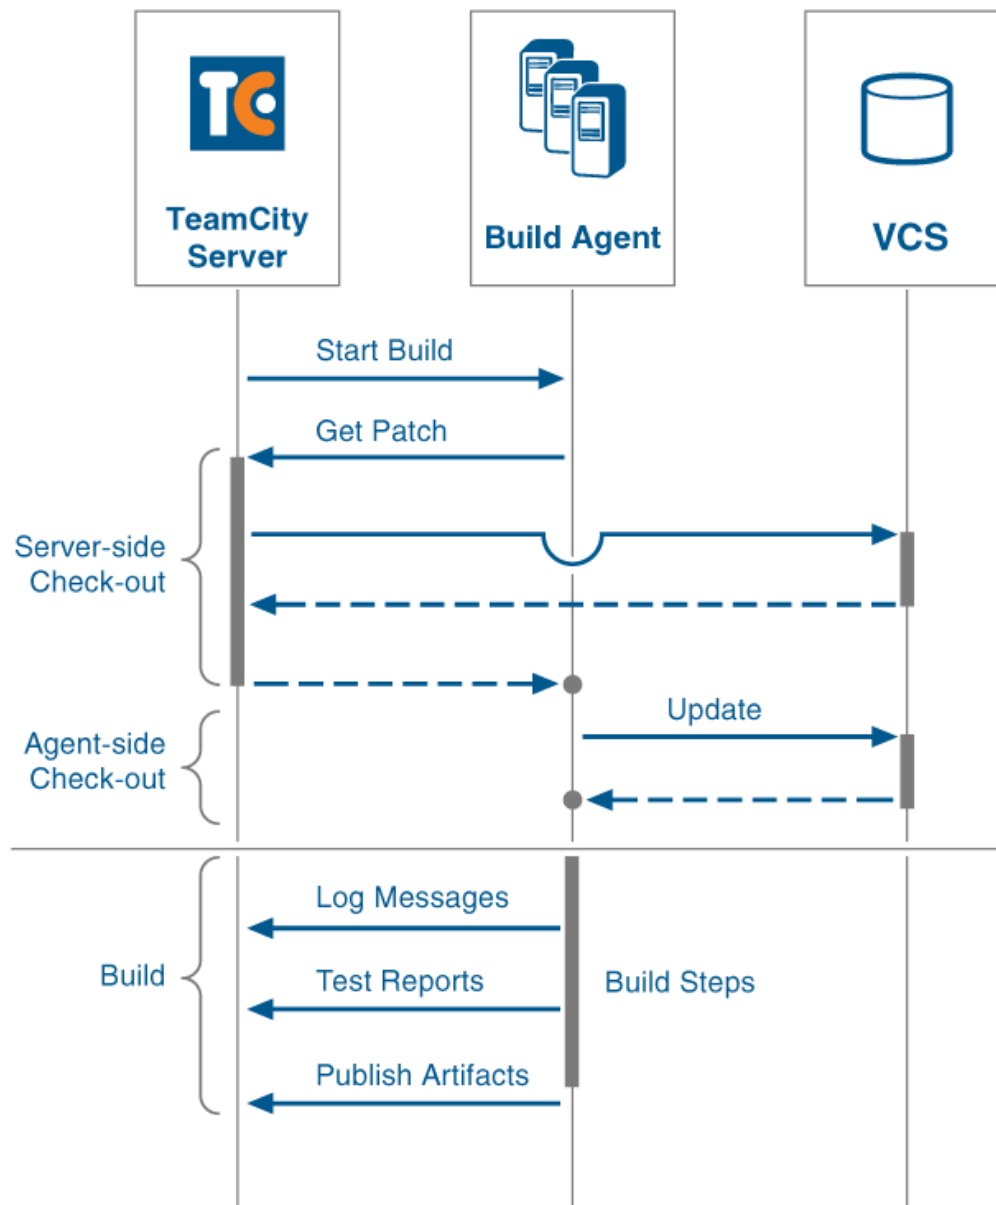 TC
TeamCity
Server
Build Agent
VCS
Start Build
Get Patch
Server-side
Check-out
Update
Agent-side
Check-out
Log Messages
Build
Test Reports
Build Steps
Publish Artifacts